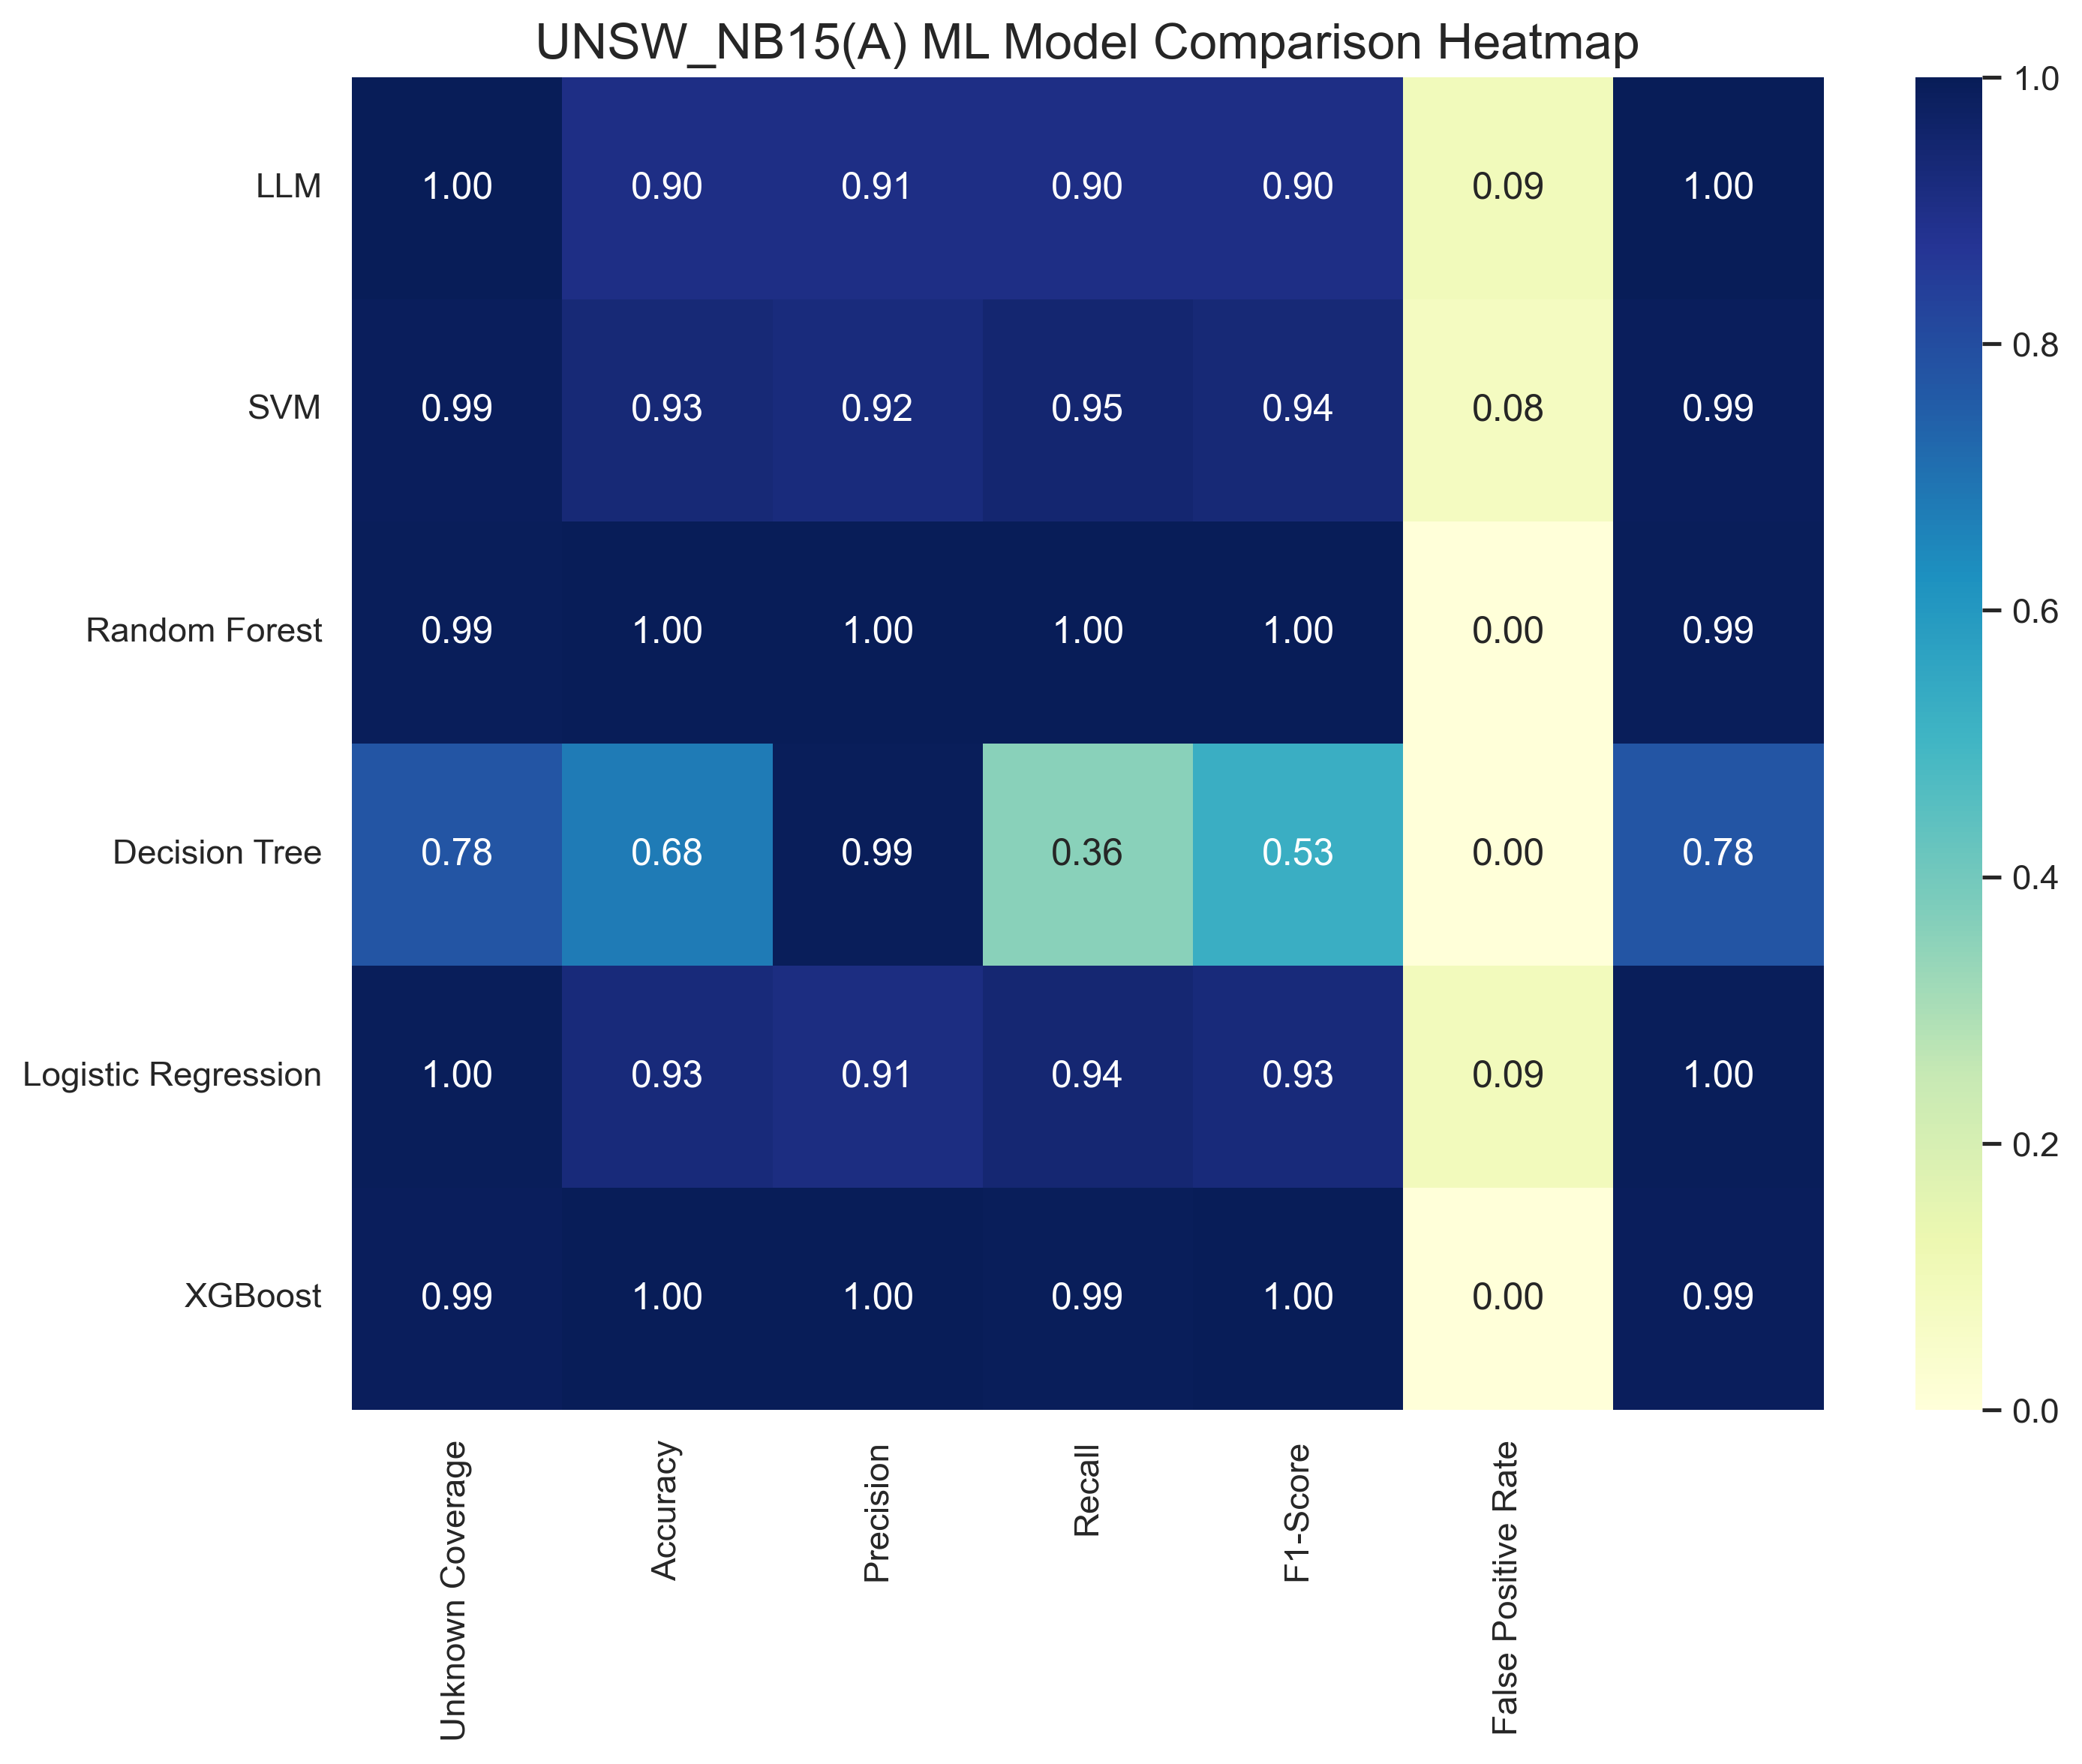 UNSW_NB15(A) ML Model Comparison Heatmap
LLM 1.00 0.90 0.91 0.90 0.90 0.09 1.00
SVM 0.99 0.93 0.92 0.95 0.94 0.08 0.99
Random Forest 0.99 1.00 1.00 1.00 1.00 0.00 0.99
Decision Tree 0.78 0.68 0.99 0.36 0.53 0.00 0.78
Logistic Regression 1.00 0.93 0.91 0.94 0.93 0.09 1.00
XGBoost 0.99 1.00 1.00 0.99 1.00 0.00 0.99
Unknown Coverage
Accuracy
Precision
Recall
F1-Score
False Positive Rate
1.0
0.8
0.6
0.4
0.2
0.0